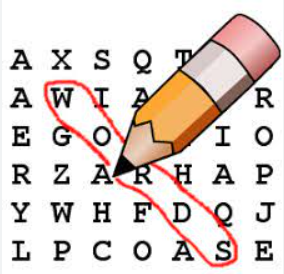 A X S Q T
A W I A R
E G O I O
R Z A R H A P
Y W H F D Q J
L P C O A S E